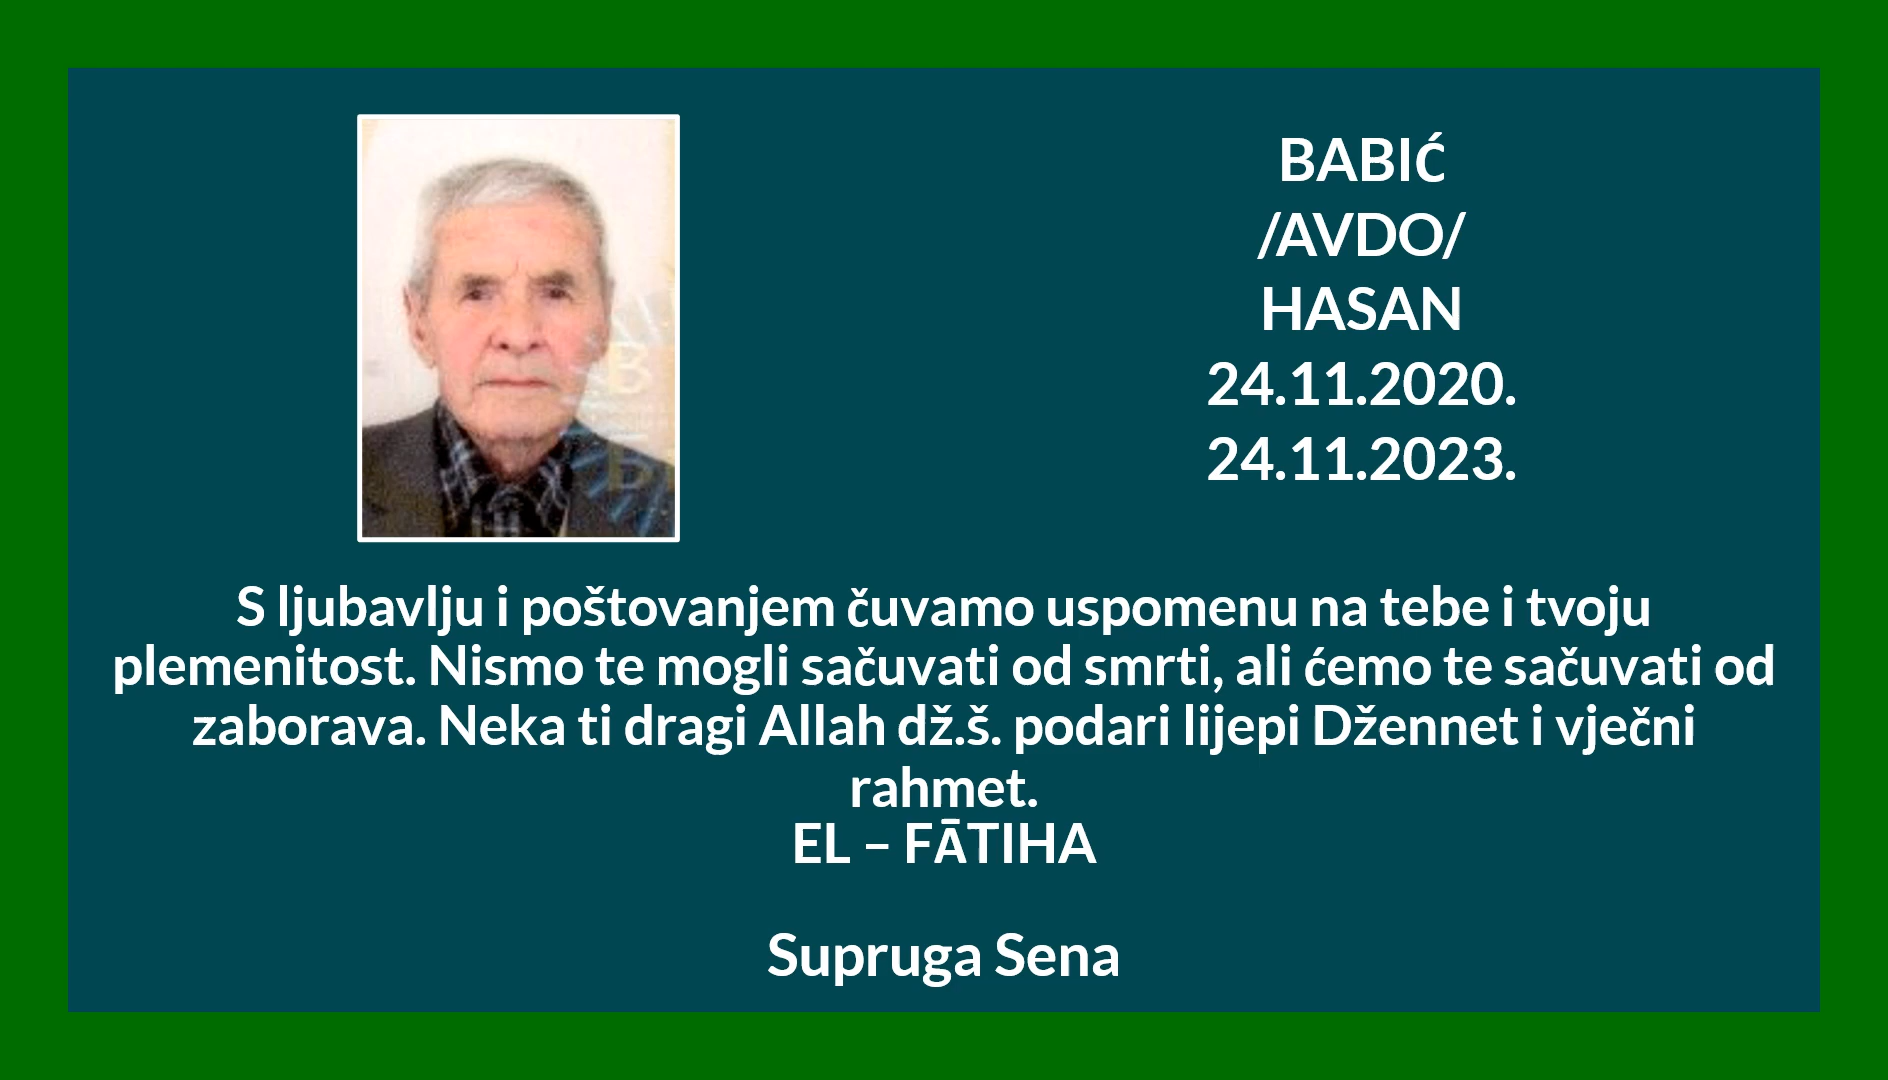 BABIĆ
/AVDO/
HASAN
24.11.2020.
24.11.2023.
S ljubavlju i poštovanjem čuvamo uspomenu na tebe i tvoju
plemenitost. Nismo te mogli sačuvati od smrti, ali ćemo te sačuvati od
zaborava. Neka ti dragi Allah dž.š. podari lijepi Džennet i vječni
rahmet.
EL – FĀTIHA
Supruga Sena